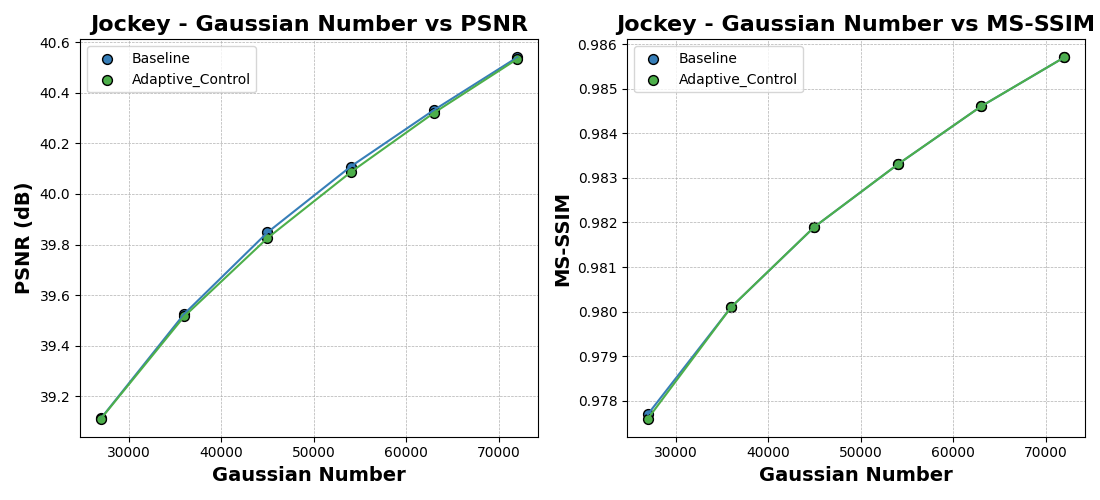 Jockey - Gaussian Number vs PSNR
Baseline
Adaptive_Control
PSNR (dB)
40.6
40.4
40.2
40.0
39.8
39.6
39.4
39.2
30000 40000 50000 60000 70000
Gaussian Number
Jockey - Gaussian Number vs MS-SSIM
Baseline
Adaptive_Control
MS-SSIM
0.986
0.985
0.984
0.983
0.982
0.981
0.980
0.979
0.978
30000 40000 50000 60000 70000
Gaussian Number